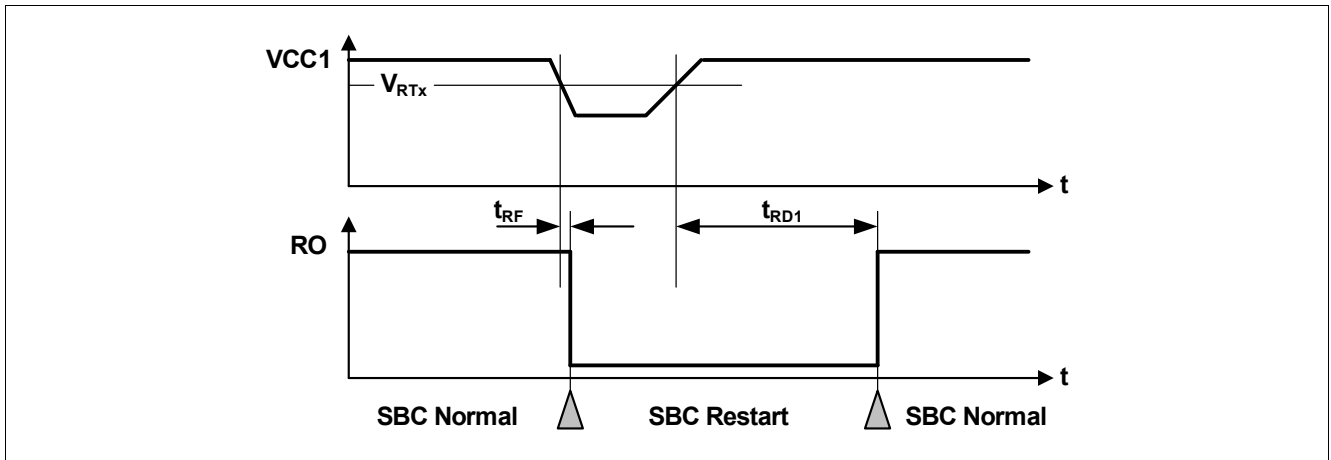 VCC1
VRTx
t
tRF
tRD1
RO
t
SBC Normal SBC Restart SBC Normal